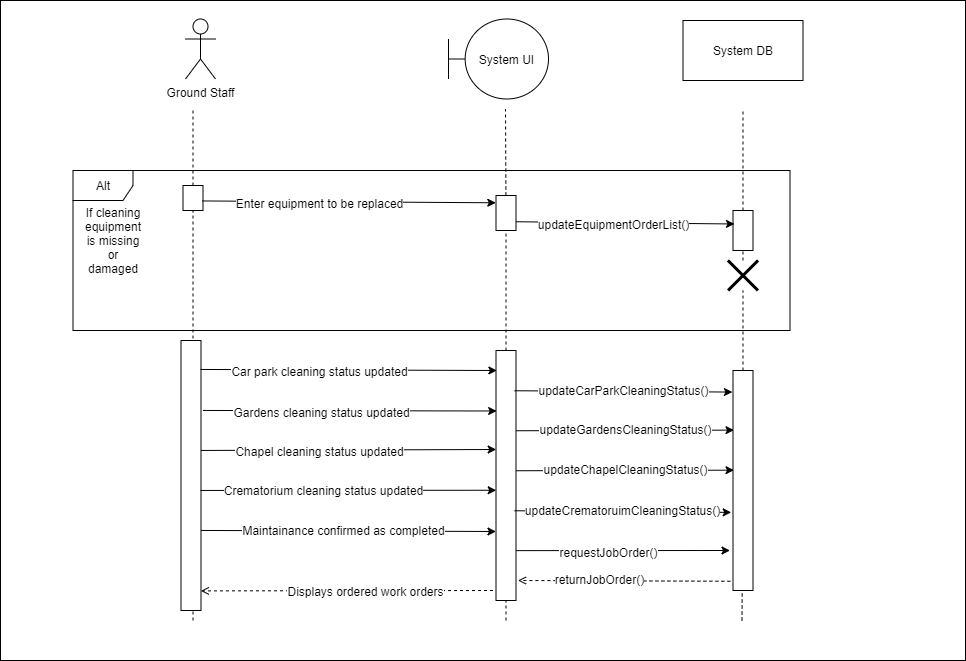 Ground Staff
System UI
System DB
Alt
If cleaning
equipment
is missing
or
damaged
Enter equipment to be replaced
updateEquipmentOrderList()
Car park cleaning status updated
updateCarParkCleaningStatus()
Gardens cleaning status updated
updateGardensCleaningStatus()
Chapel cleaning status updated
updateChapelCleaningStatus()
Crematorium cleaning status updated
updateCrematoruimCleaningStatus()
Maintainance confirmed as completed
requestJobOrder()
returnJobOrder()
Displays ordered work orders